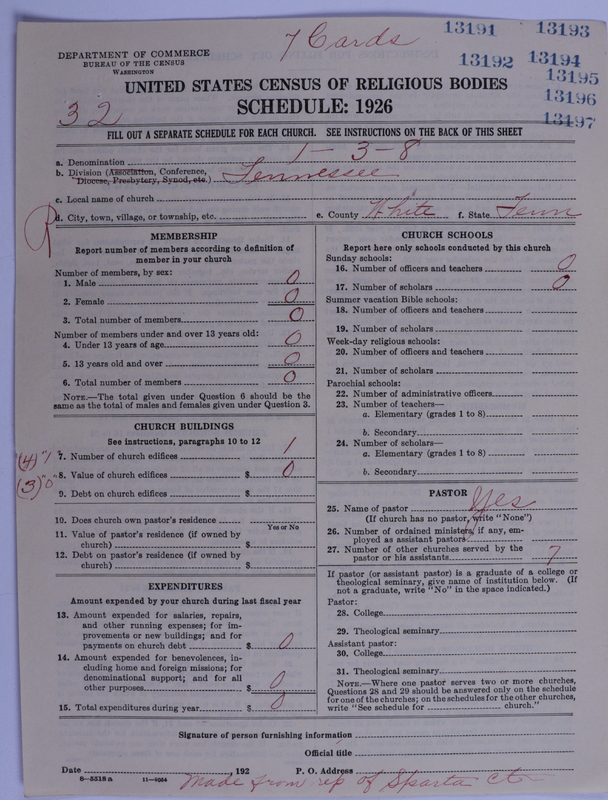 7 Cards
13191 13193
13192 13194
13195
13196
13197
DEPARTMENT OF COMMERCE
BUREAU OF THE CENSUS
WASHINGTON
UNITED STATES CENSUS OF RELIGIOUS BODIES
SCHEDULE: 1926
32
FILL OUT A SEPARATE SCHEDULE FOR EACH CHURCH. SEE INSTRUCTIONS ON THE BACK OF THIS SHEET
a. Denomination 1-3-8
b. Division (Association, Conference,
Diocese, Presbytery, Synod, etc.) Tennessee
c. Local name of church
d. City, town, village, or township, etc. e. County White f. State Tenn
R
MEMBERSHIP
Report number of members according to definition of
member in your church
Number of members, by sex:
1. Male 0
2. Female 0
3. Total number of members 0
Number of members under and over 13 years old:
4. Under 13 years of age 0
5. 13 years old and over 0
6. Total number of members 0
NOTE.—The total given under Question 6 should be the
same as the total of males and females given under Question 3.
CHURCH BUILDINGS
See instructions, paragraphs 10 to 12
(4) "1" 7. Number of church edifices 1
(3) "0" 8. Value of church edifices $ 0
9. Debt on church edifices $
10. Does church own pastor's residence
Yes or No
11. Value of pastor's residence (if owned by
church) $
12. Debt on pastor's residence (if owned by
church) $
EXPENDITURES
Amount expended by your church during last fiscal year
13. Amount expended for salaries, repairs,
and other running expenses; for im-
provements or new buildings; and for
payments on church debt $ 0
14. Amount expended for benevolences, in-
cluding home and foreign missions; for
denominational support; and for all
other purposes $ 0
15. Total expenditures during year $ 0
CHURCH SCHOOLS
Report here only schools conducted by this church
Sunday schools:
16. Number of officers and teachers 0
17. Number of scholars 0
Summer vacation Bible schools:
18. Number of officers and teachers
19. Number of scholars
Week-day religious schools:
20. Number of officers and teachers
21. Number of scholars
Parochial schools:
22. Number of administrative officers
23. Number of teachers—
a. Elementary (grades 1 to 8)
b. Secondary
24. Number of scholars—
a. Elementary (grades 1 to 8)
b. Secondary
PASTOR
25. Name of pastor Yes
(If church has no pastor, write "None")
26. Number of ordained ministers, if any, em-
ployed as assistant pastors
27. Number of other churches served by the
pastor or his assistants 7
If pastor (or assistant pastor) is a graduate of a college or
theological seminary, give name of institution below. (If
not a graduate, write "No" in the space indicated.)
Pastor:
28. College
29. Theological seminary
Assistant pastor:
30. College
31. Theological seminary
NOTE.—Where one pastor serves two or more churches,
Questions 28 and 29 should be answered only on the schedule
for one of the churches; on the schedules for the other churches,
write "See schedule for church."
Signature of person furnishing information
Official title
Date , 192 P. O. Address
8-5518a 11-9054
Made from rep of Sparta Ct.